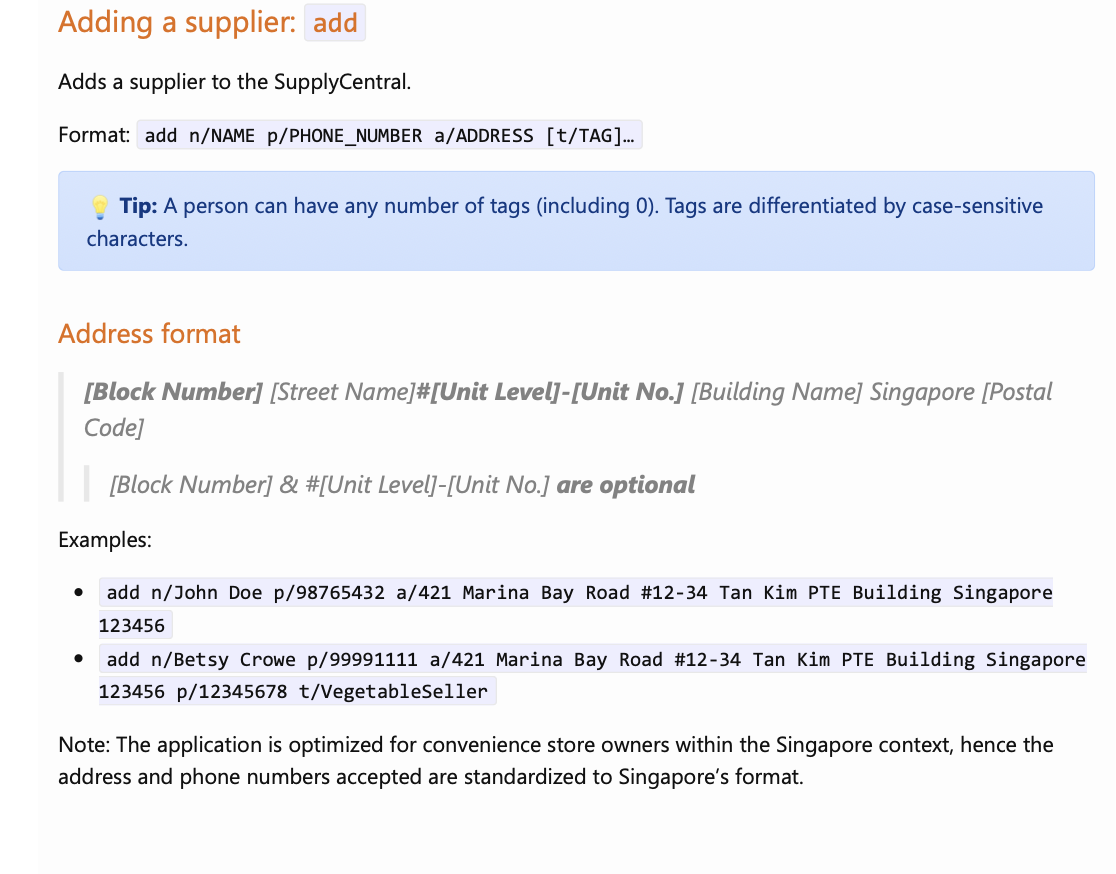 Adding a supplier: add
Adds a supplier to the SupplyCentral.
Format: add n/NAME p/PHONE_NUMBER a/ADDRESS [t/TAG]…
💡 Tip: A person can have any number of tags (including 0). Tags are differentiated by case-sensitive
characters.
Address format
[Block Number] [Street Name]#[Unit Level]-[Unit No.] [Building Name] Singapore [Postal
Code]
[Block Number] & #[Unit Level]-[Unit No.] are optional
Examples:
• add n/John Doe p/98765432 a/421 Marina Bay Road #12-34 Tan Kim PTE Building Singapore
123456
• add n/Betsy Crowe p/99991111 a/421 Marina Bay Road #12-34 Tan Kim PTE Building Singapore
123456 p/12345678 t/VegetableSeller
Note: The application is optimized for convenience store owners within the Singapore context, hence the
address and phone numbers accepted are standardized to Singapore’s format.